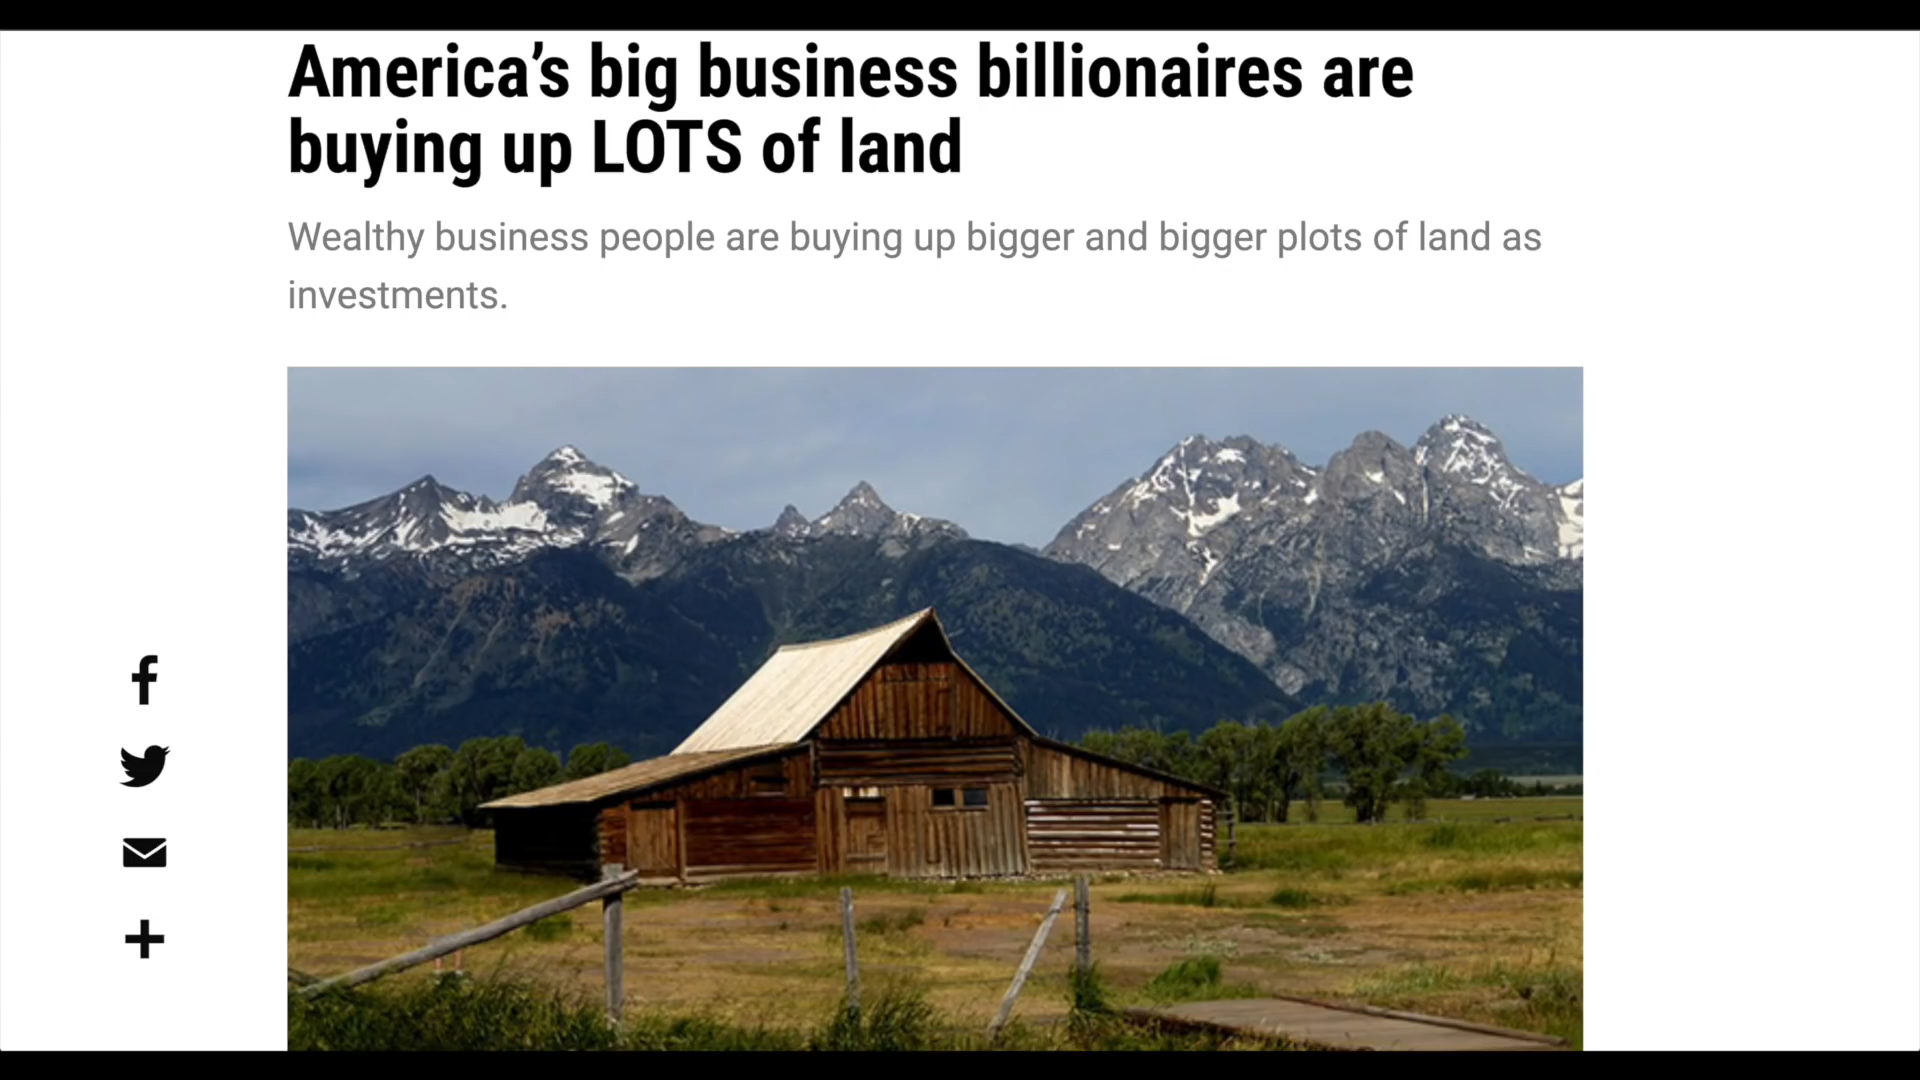 America’s big business billionaires are
buying up LOTS of land
Wealthy business people are buying up bigger and bigger plots of land as
investments.